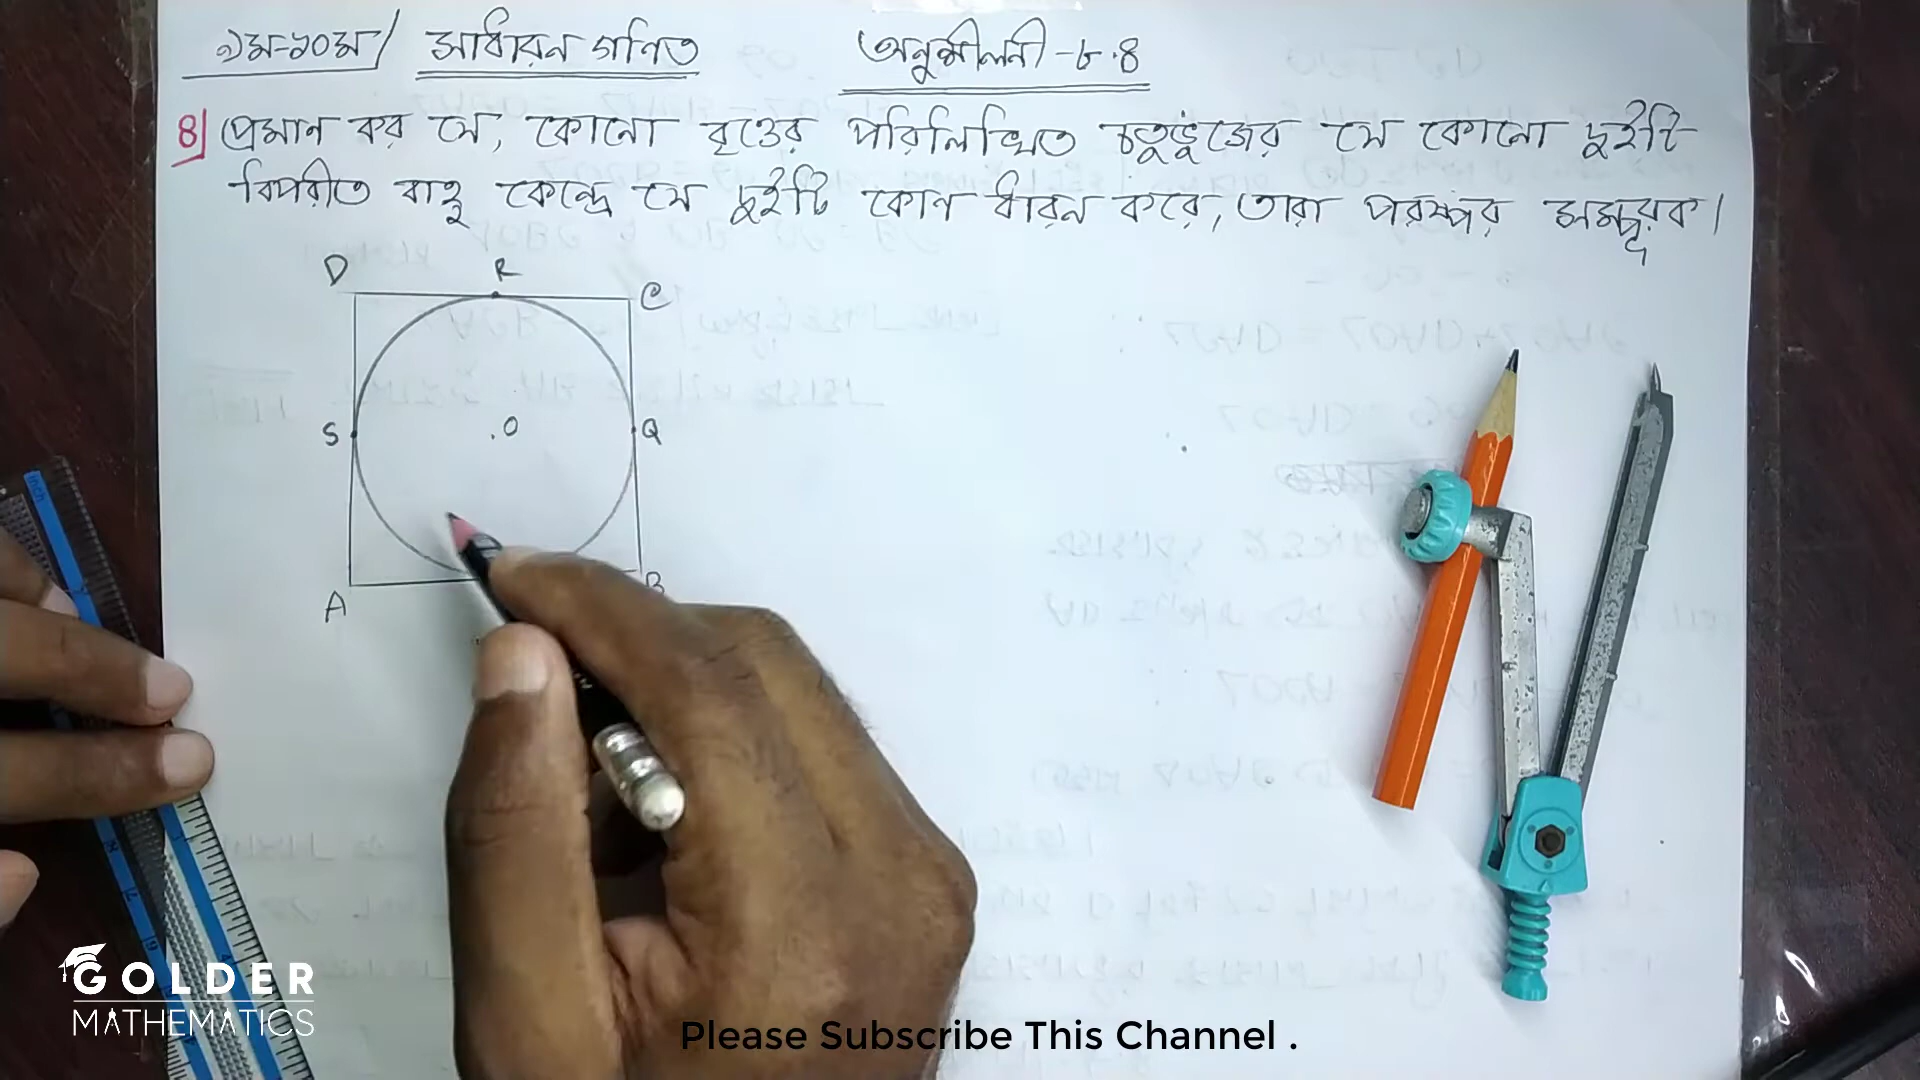 ৯ম-১০ম/ সাধারন গণিত অনুশীলনী-৮.৪
৪) প্রমান কর যে, কোনো বৃত্তের পরিলিখিত চতুর্ভুজের যে কোনো দুইটি
বিপরীত বাহু কেন্দ্রে যে দুইটি কোণ ধারন করে, তারা পরস্পর সম্পূরক।
D R C
S .O Q
A B
inch
GOLDER
MATHEMATICS
Please Subscribe This Channel .